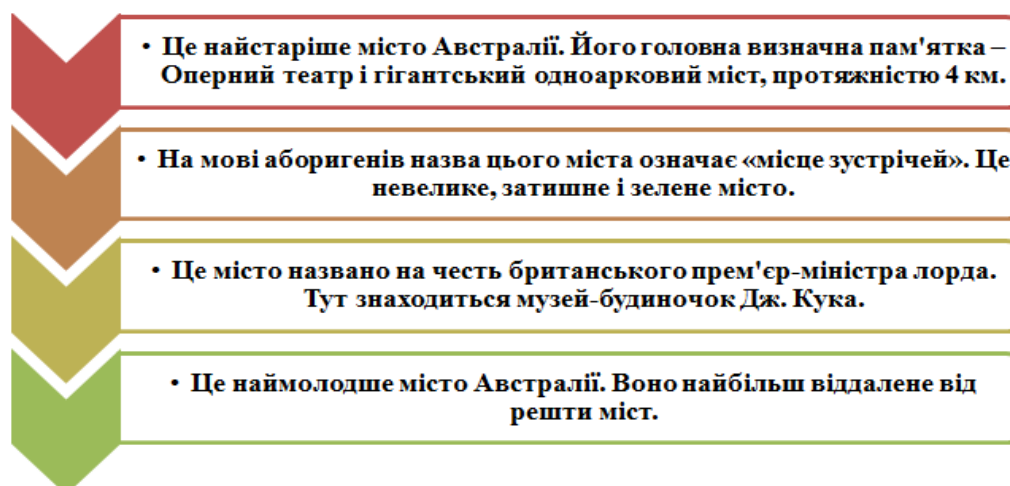 • Це найстаріше місто Австралії. Його головна визначна пам'ятка –
Оперний театр і гігантський одноарковий міст, протяжністю 4 км.
• На мові аборигенів назва цього міста означає «місце зустрічей». Це
невелике, затишне і зелене місто.
• Це місто названо на честь британського прем'єр-міністра лорда.
Тут знаходиться музей-будиночок Дж. Кука.
• Це наймолодше місто Австралії. Воно найбільш віддалене від
решти міст.